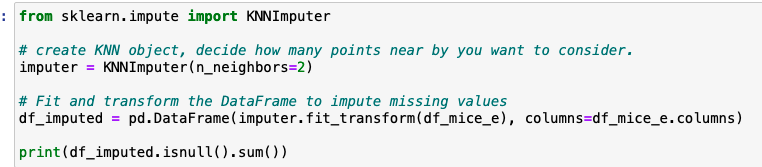 : from sklearn.impute import KNNImputer
# create KNN object, decide how many points near by you want to consider.
imputer = KNNImputer(n_neighbors=2)
# Fit and transform the DataFrame to impute missing values
df_imputed = pd.DataFrame(imputer.fit_transform(df_mice_e), columns=df_mice_e.columns)
print(df_imputed.isnull().sum())